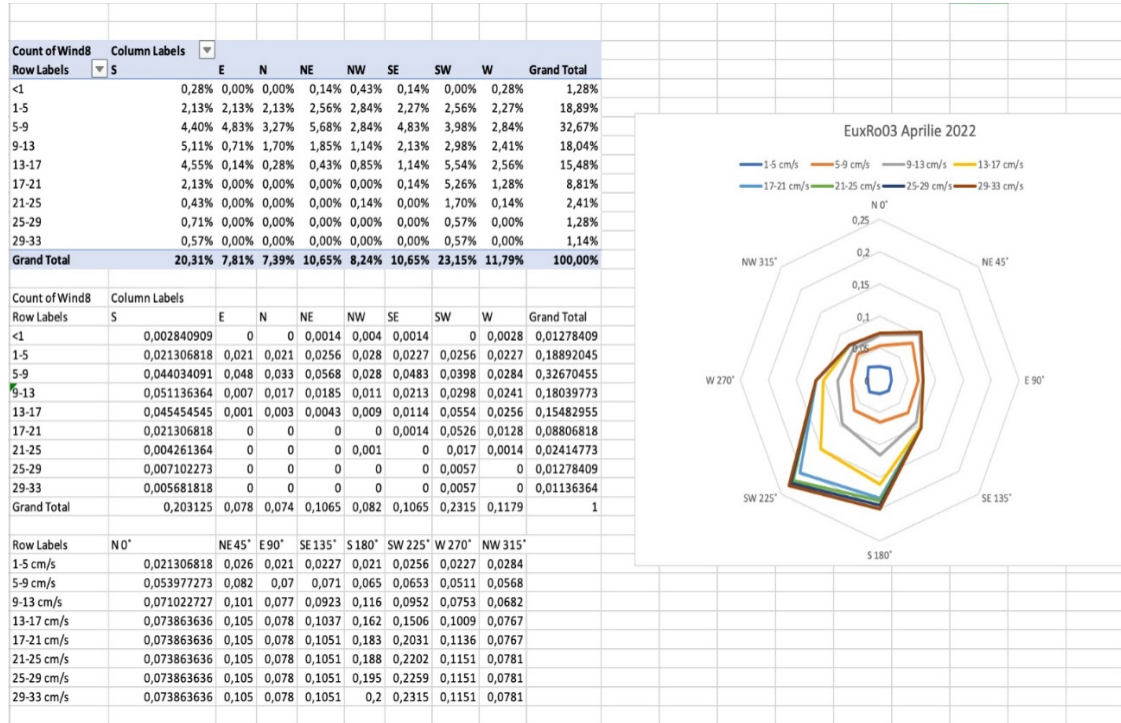 Count of Wind8 Column Labels
Row Labels S E N NE NW SE SW W Grand Total
<1 0,28% 0,00% 0,00% 0,14% 0,43% 0,14% 0,00% 0,28% 1,28%
1-5 2,13% 2,13% 2,13% 2,56% 2,84% 2,27% 2,56% 2,27% 18,89%
5-9 4,40% 4,83% 3,27% 5,68% 2,84% 4,83% 3,98% 2,84% 32,67%
9-13 5,11% 0,71% 1,70% 1,85% 1,14% 2,13% 2,98% 2,41% 18,04%
13-17 4,55% 0,14% 0,28% 0,43% 0,85% 1,14% 5,54% 2,56% 15,48%
17-21 2,13% 0,00% 0,00% 0,00% 0,00% 0,14% 5,26% 1,28% 8,81%
21-25 0,43% 0,00% 0,00% 0,00% 0,14% 0,00% 1,70% 0,14% 2,41%
25-29 0,71% 0,00% 0,00% 0,00% 0,00% 0,00% 0,57% 0,00% 1,28%
29-33 0,57% 0,00% 0,00% 0,00% 0,00% 0,00% 0,57% 0,00% 1,14%
Grand Total 20,31% 7,81% 7,39% 10,65% 8,24% 10,65% 23,15% 11,79% 100,00%
Count of Wind8 Column Labels
Row Labels S E N NE NW SE SW W Grand Total
<1 0,002840909 0 0 0,0014 0,004 0,0014 0 0,0028 0,01278409
1-5 0,021306818 0,021 0,021 0,0256 0,028 0,0227 0,0256 0,0227 0,18892045
5-9 0,044034091 0,048 0,033 0,0568 0,028 0,0483 0,0398 0,0284 0,32670455
9-13 0,051136364 0,007 0,017 0,0185 0,011 0,0213 0,0298 0,0241 0,18039773
13-17 0,045454545 0,001 0,003 0,0043 0,009 0,0114 0,0554 0,0256 0,15482955
17-21 0,021306818 0 0 0 0 0,0014 0,0526 0,0128 0,08806818
21-25 0,004261364 0 0 0 0,001 0 0,017 0,0014 0,02414773
25-29 0,007102273 0 0 0 0 0 0,0057 0 0,01278409
29-33 0,005681818 0 0 0 0 0 0,0057 0 0,01136364
Grand Total 0,203125 0,078 0,074 0,1065 0,082 0,1065 0,2315 0,1179 1
Row Labels N 0° NE 45° E 90° SE 135° S 180° SW 225° W 270° NW 315°
1-5 cm/s 0,021306818 0,026 0,021 0,0227 0,021 0,0256 0,0227 0,0284
5-9 cm/s 0,053977273 0,082 0,07 0,071 0,065 0,0653 0,0511 0,0568
9-13 cm/s 0,071022727 0,101 0,077 0,0923 0,116 0,0952 0,0753 0,0682
13-17 cm/s 0,073863636 0,105 0,078 0,1037 0,162 0,1506 0,1009 0,0767
17-21 cm/s 0,073863636 0,105 0,078 0,1051 0,183 0,2031 0,1136 0,0767
21-25 cm/s 0,073863636 0,105 0,078 0,1051 0,188 0,2202 0,1151 0,0781
25-29 cm/s 0,073863636 0,105 0,078 0,1051 0,195 0,2259 0,1151 0,0781
29-33 cm/s 0,073863636 0,105 0,078 0,1051 0,2 0,2315 0,1151 0,0781
EuxRo03 Aprilie 2022
1-5 cm/s 5-9 cm/s 9-13 cm/s 13-17 cm/s
17-21 cm/s 21-25 cm/s 25-29 cm/s 29-33 cm/s
N 0°
0,25
0,2
NW 315° NE 45°
0,15
0,1
0,05
W 270° E 90°
SW 225° SE 135°
S 180°